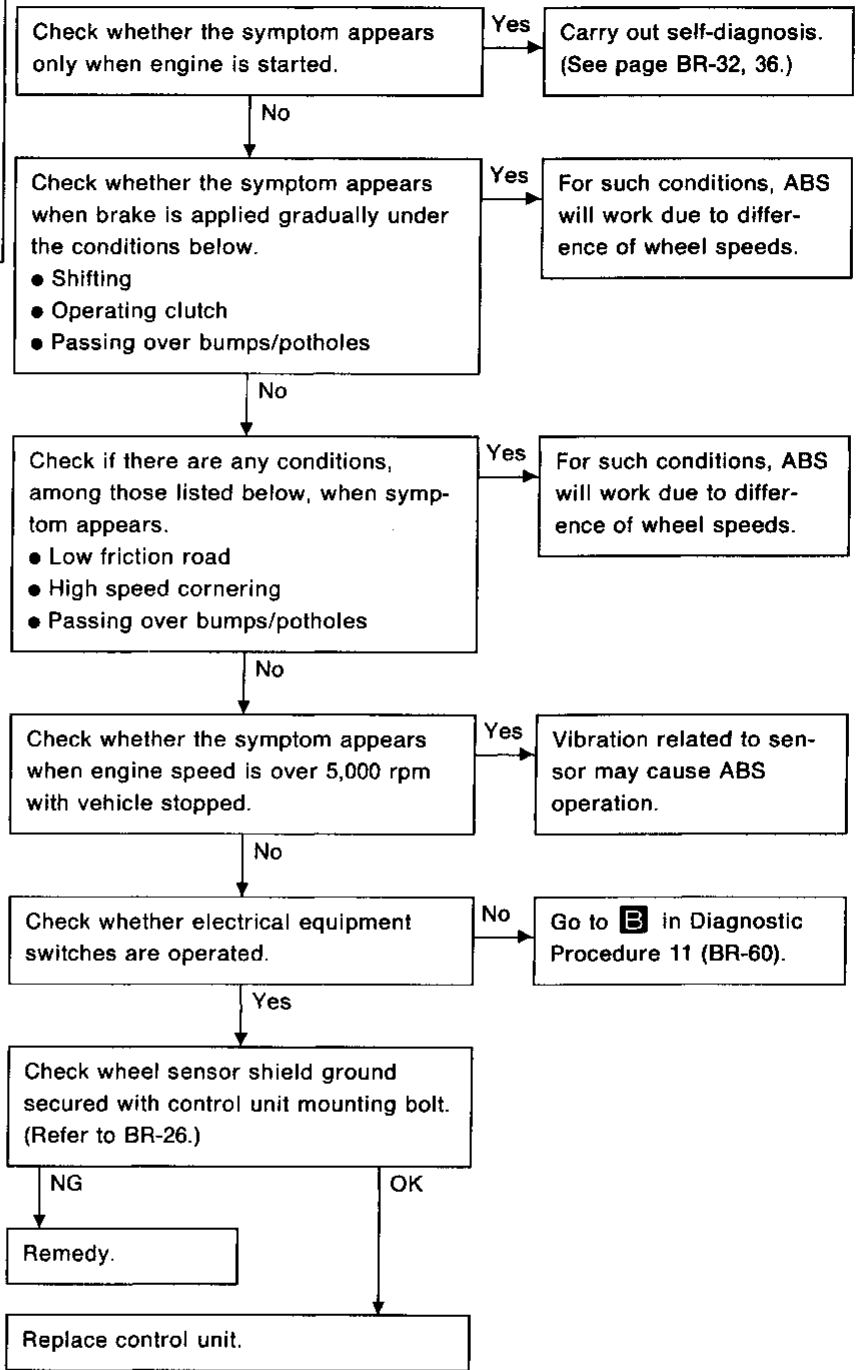 Check whether the symptom appears
only when engine is started.
Yes
Carry out self-diagnosis.
(See page BR-32, 36.)
No
Check whether the symptom appears
when brake is applied gradually under
the conditions below.
● Shifting
● Operating clutch
● Passing over bumps/potholes
Yes
For such conditions, ABS
will work due to differ-
ence of wheel speeds.
No
Check if there are any conditions,
among those listed below, when symp-
tom appears.
● Low friction road
● High speed cornering
● Passing over bumps/potholes
Yes
For such conditions, ABS
will work due to differ-
ence of wheel speeds.
No
Check whether the symptom appears
when engine speed is over 5,000 rpm
with vehicle stopped.
Yes
Vibration related to sen-
sor may cause ABS
operation.
No
Check whether electrical equipment
switches are operated.
No
Go to B in Diagnostic
Procedure 11 (BR-60).
Yes
Check wheel sensor shield ground
secured with control unit mounting bolt.
(Refer to BR-26.)
NG
OK
Remedy.
Replace control unit.